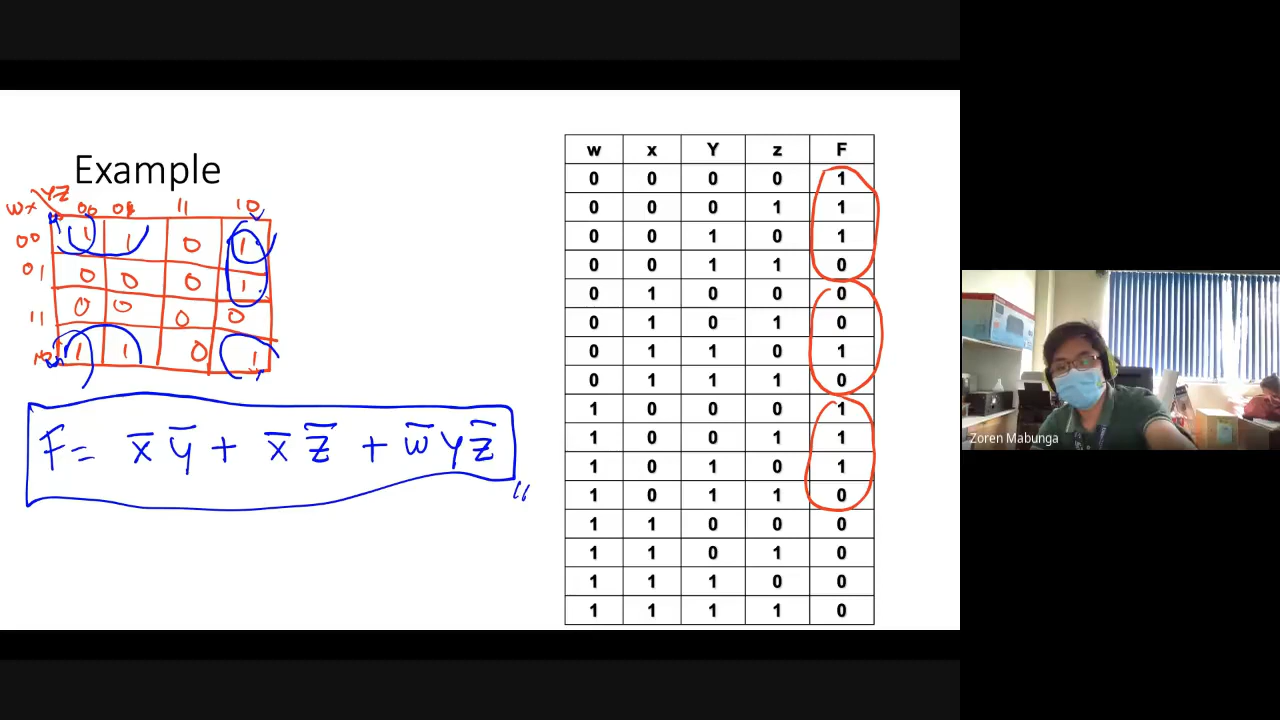 Example
YZ
wx 00 01 11 10
00 1 1 0 1
01 0 0 0 1
11 0 0 0 0
10 1 1 0 1
F = x̅ y̅ + x̅ z̅ + w̅ y z̅
w x Y z F
0 0 0 0 1
0 0 0 1 1
0 0 1 0 1
0 0 1 1 0
0 1 0 0 0
0 1 0 1 0
0 1 1 0 1
0 1 1 1 0
1 0 0 0 1
1 0 0 1 1
1 0 1 0 1
1 0 1 1 0
1 1 0 0 0
1 1 0 1 0
1 1 1 0 0
1 1 1 1 0
Zoren Mabunga